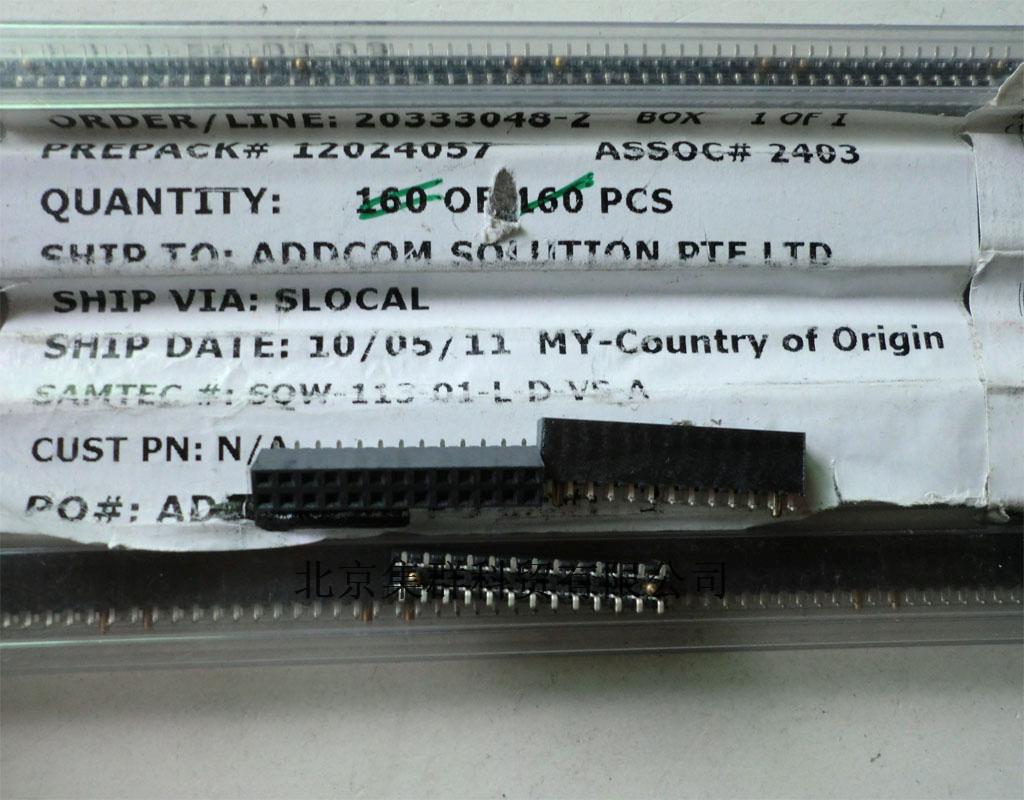 ORDER/LINE: 20333048-2 BOX 1 OF 1
PREPACK# 12024057 ASSOC# 2403
QUANTITY: 160 OF 160 PCS
SHIP TO: ADDCOM SOLUTION PTE LTD
SHIP VIA: SLOCAL
SHIP DATE: 10/05/11 MY-Country of Origin
SAMTEC #: SQW-113-01-L-D-VS-A
CUST PN: N/A
PO#: AD
北京集群科贸有限公司